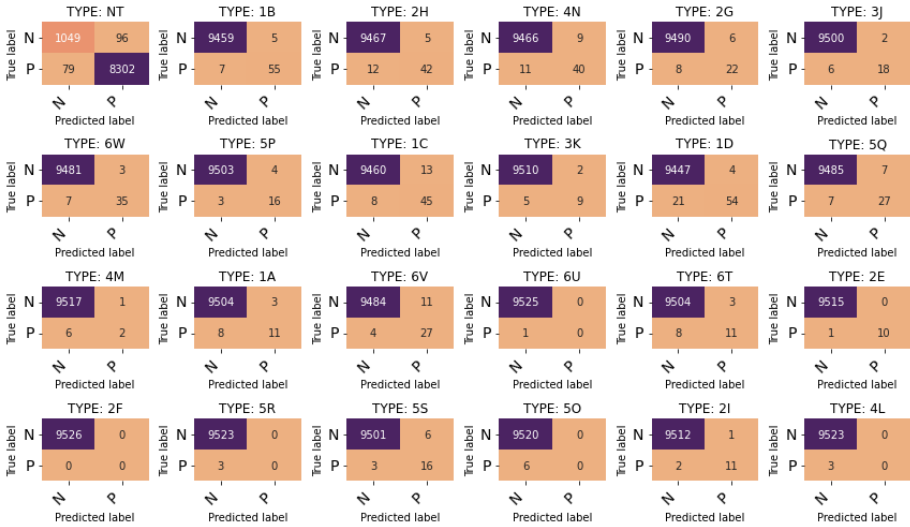 TYPE: NT TYPE: 1B TYPE: 2H TYPE: 4N TYPE: 2G TYPE: 3J
True label N 1049 96 True label N 9459 5 True label N 9467 5 True label N 9466 9 True label N 9490 6 True label N 9500 2
P 79 8302 P 7 55 P 12 42 P 11 40 P 8 22 P 6 18
N P N P N P N P N P N P
Predicted label Predicted label Predicted label Predicted label Predicted label Predicted label
TYPE: 6W TYPE: 5P TYPE: 1C TYPE: 3K TYPE: 1D TYPE: 5Q
True label N 9481 3 True label N 9503 4 True label N 9460 13 True label N 9510 2 True label N 9447 4 True label N 9485 7
P 7 35 P 3 16 P 8 45 P 5 9 P 21 54 P 7 27
N P N P N P N P N P N P
Predicted label Predicted label Predicted label Predicted label Predicted label Predicted label
TYPE: 4M TYPE: 1A TYPE: 6V TYPE: 6U TYPE: 6T TYPE: 2E
True label N 9517 1 True label N 9504 3 True label N 9484 11 True label N 9525 0 True label N 9504 3 True label N 9515 0
P 6 2 P 8 11 P 4 27 P 1 0 P 8 11 P 1 10
N P N P N P N P N P N P
Predicted label Predicted label Predicted label Predicted label Predicted label Predicted label
TYPE: 2F TYPE: 5R TYPE: 5S TYPE: 5O TYPE: 2I TYPE: 4L
True label N 9526 0 True label N 9523 0 True label N 9501 6 True label N 9520 0 True label N 9512 1 True label N 9523 0
P 0 0 P 3 0 P 3 16 P 6 0 P 2 11 P 3 0
N P N P N P N P N P N P
Predicted label Predicted label Predicted label Predicted label Predicted label Predicted label